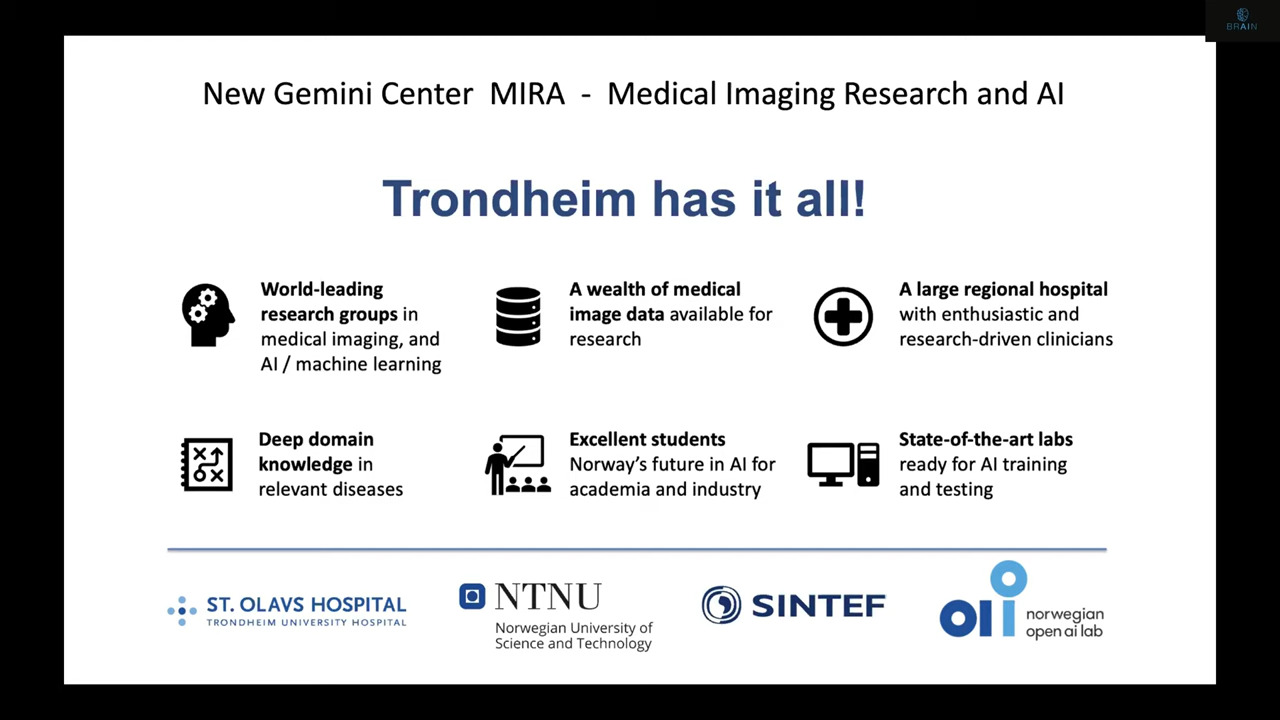 BRAIN
New Gemini Center MIRA - Medical Imaging Research and AI
Trondheim has it all!
World-leading
research groups in
medical imaging, and
AI / machine learning
A wealth of medical
image data available for
research
A large regional hospital
with enthusiastic and
research-driven clinicians
Deep domain
knowledge in
relevant diseases
Excellent students
Norway's future in AI for
academia and industry
State-of-the-art labs
ready for AI training
and testing
ST. OLAVS HOSPITAL
TRONDHEIM UNIVERSITY HOSPITAL
NTNU
Norwegian University of
Science and Technology
SINTEF
norwegian
open ai lab